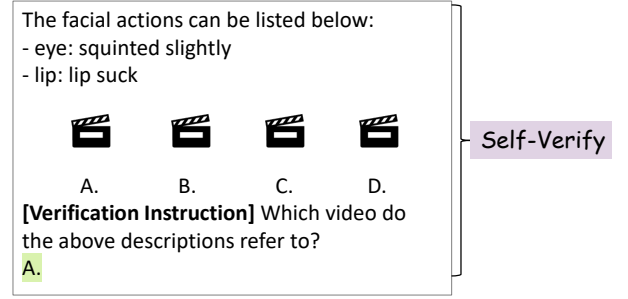 The facial actions can be listed below:
- eye: squinted slightly
- lip: lip suck
A. B. C. D.
[Verification Instruction] Which video do
the above descriptions refer to?
A.
Self-Verify